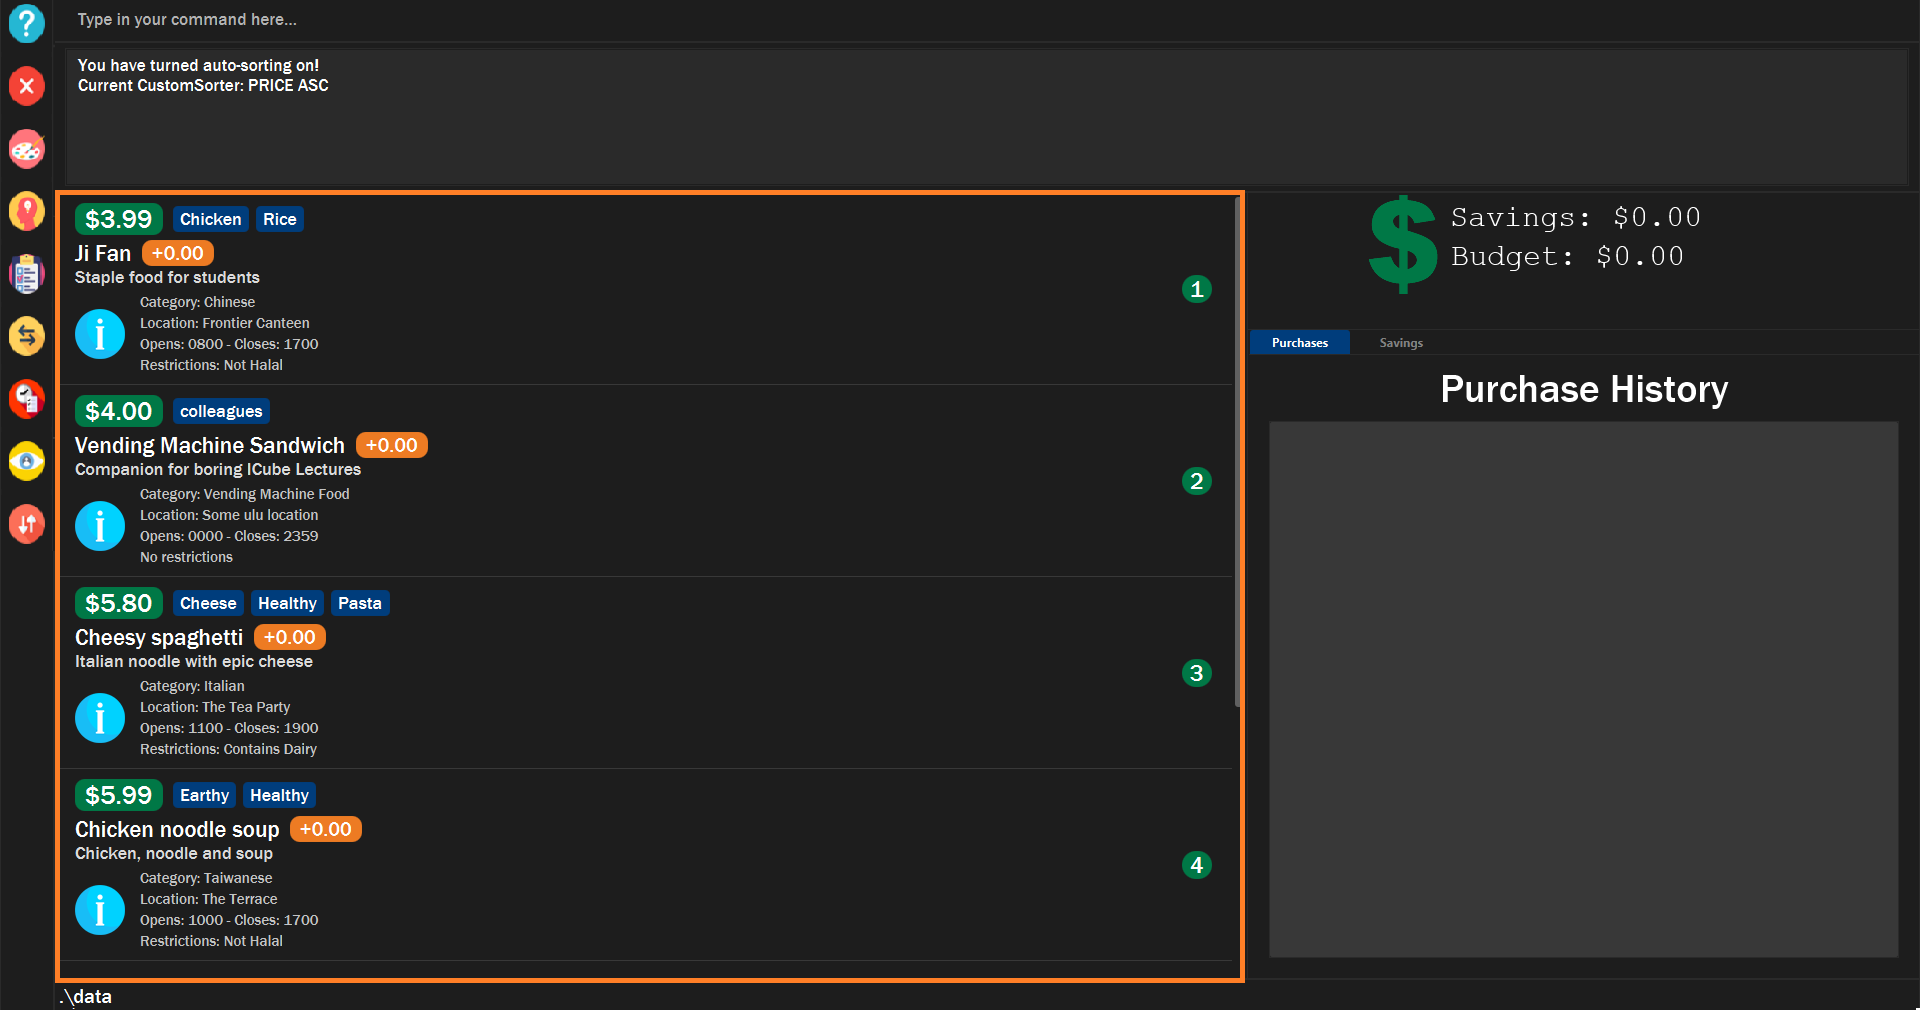 Type in your command here...
You have turned auto-sorting on!
Current CustomSorter: PRICE ASC
$3.99 Chicken Rice
Ji Fan +0.00
Staple food for students
Category: Chinese
Location: Frontier Canteen
Opens: 0800 - Closes: 1700
Restrictions: Not Halal
1
$4.00 colleagues
Vending Machine Sandwich +0.00
Companion for boring ICube Lectures
Category: Vending Machine Food
Location: Some ulu location
Opens: 0000 - Closes: 2359
No restrictions
2
$5.80 Cheese Healthy Pasta
Cheesy spaghetti +0.00
Italian noodle with epic cheese
Category: Italian
Location: The Tea Party
Opens: 1100 - Closes: 1900
Restrictions: Contains Dairy
3
$5.99 Earthy Healthy
Chicken noodle soup +0.00
Chicken, noodle and soup
Category: Taiwanese
Location: The Terrace
Opens: 1000 - Closes: 1700
Restrictions: Not Halal
4
$
Savings: $0.00
Budget: $0.00
Purchases Savings
Purchase History
.\data